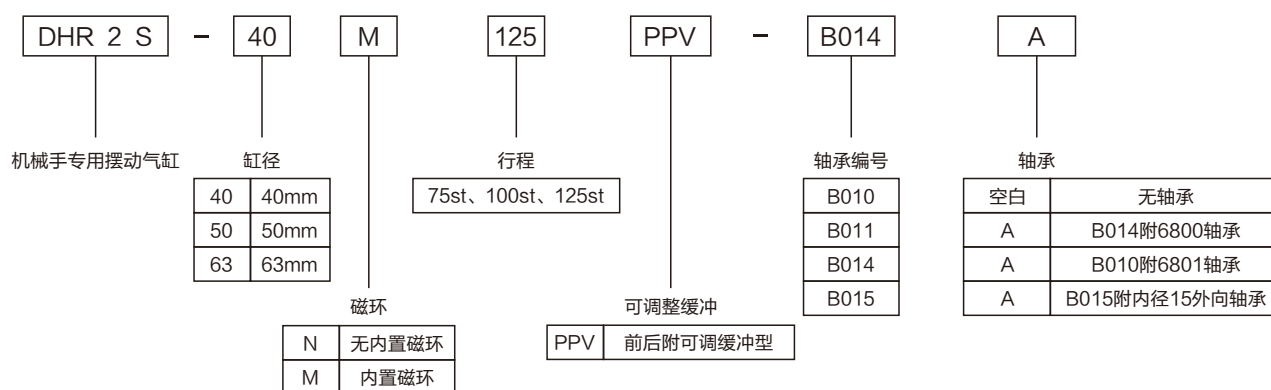 DHR 2 S - 40 M 125 PPV - B014 A
机械手专用摆动气缸
缸径
40 40mm
50 50mm
63 63mm
磁环
N 无内置磁环
M 内置磁环
行程
75st、100st、125st
可调整缓冲
PPV 前后附可调缓冲型
轴承编号
B010
B011
B014
B015
轴承
空白 无轴承
A B014附6800轴承
A B010附6801轴承
A B015附内径15外向轴承